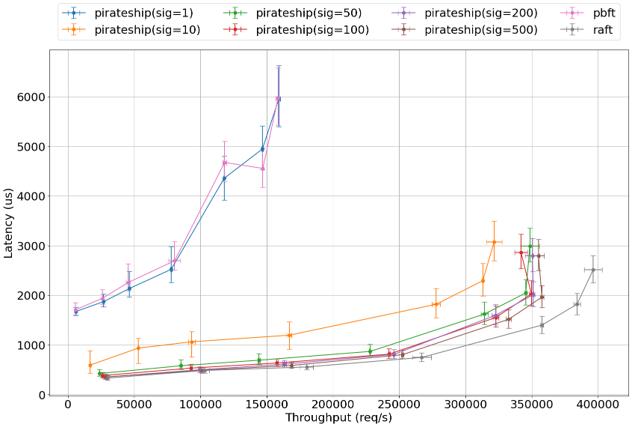 pirateship(sig=1) pirateship(sig=50) pirateship(sig=200) pbft
pirateship(sig=10) pirateship(sig=100) pirateship(sig=500) raft
Latency (us)
6000
5000
4000
3000
2000
1000
0
0 50000 100000 150000 200000 250000 300000 350000 400000
Throughput (req/s)